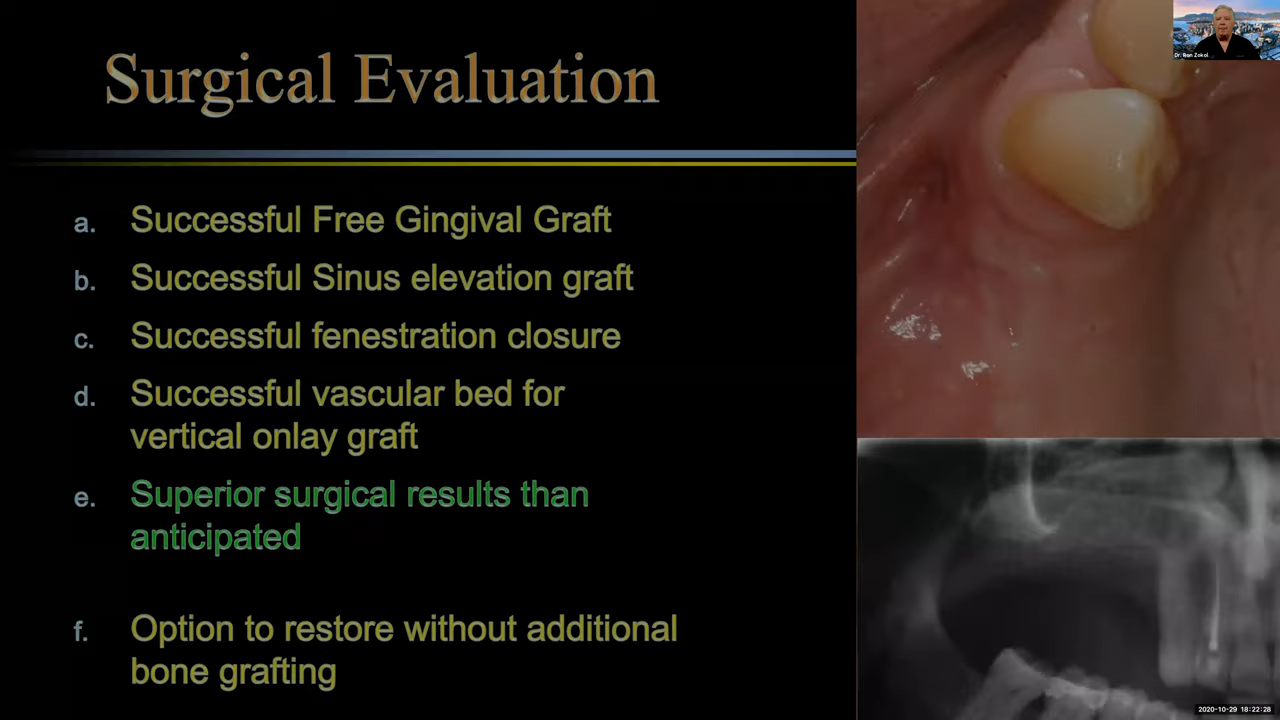 Surgical Evaluation
Dr. Ron Zokol
a. Successful Free Gingival Graft
b. Successful Sinus elevation graft
c. Successful fenestration closure
d. Successful vascular bed for
vertical onlay graft
e. Superior surgical results than
anticipated
f. Option to restore without additional
bone grafting
2020-10-29 18:22:28